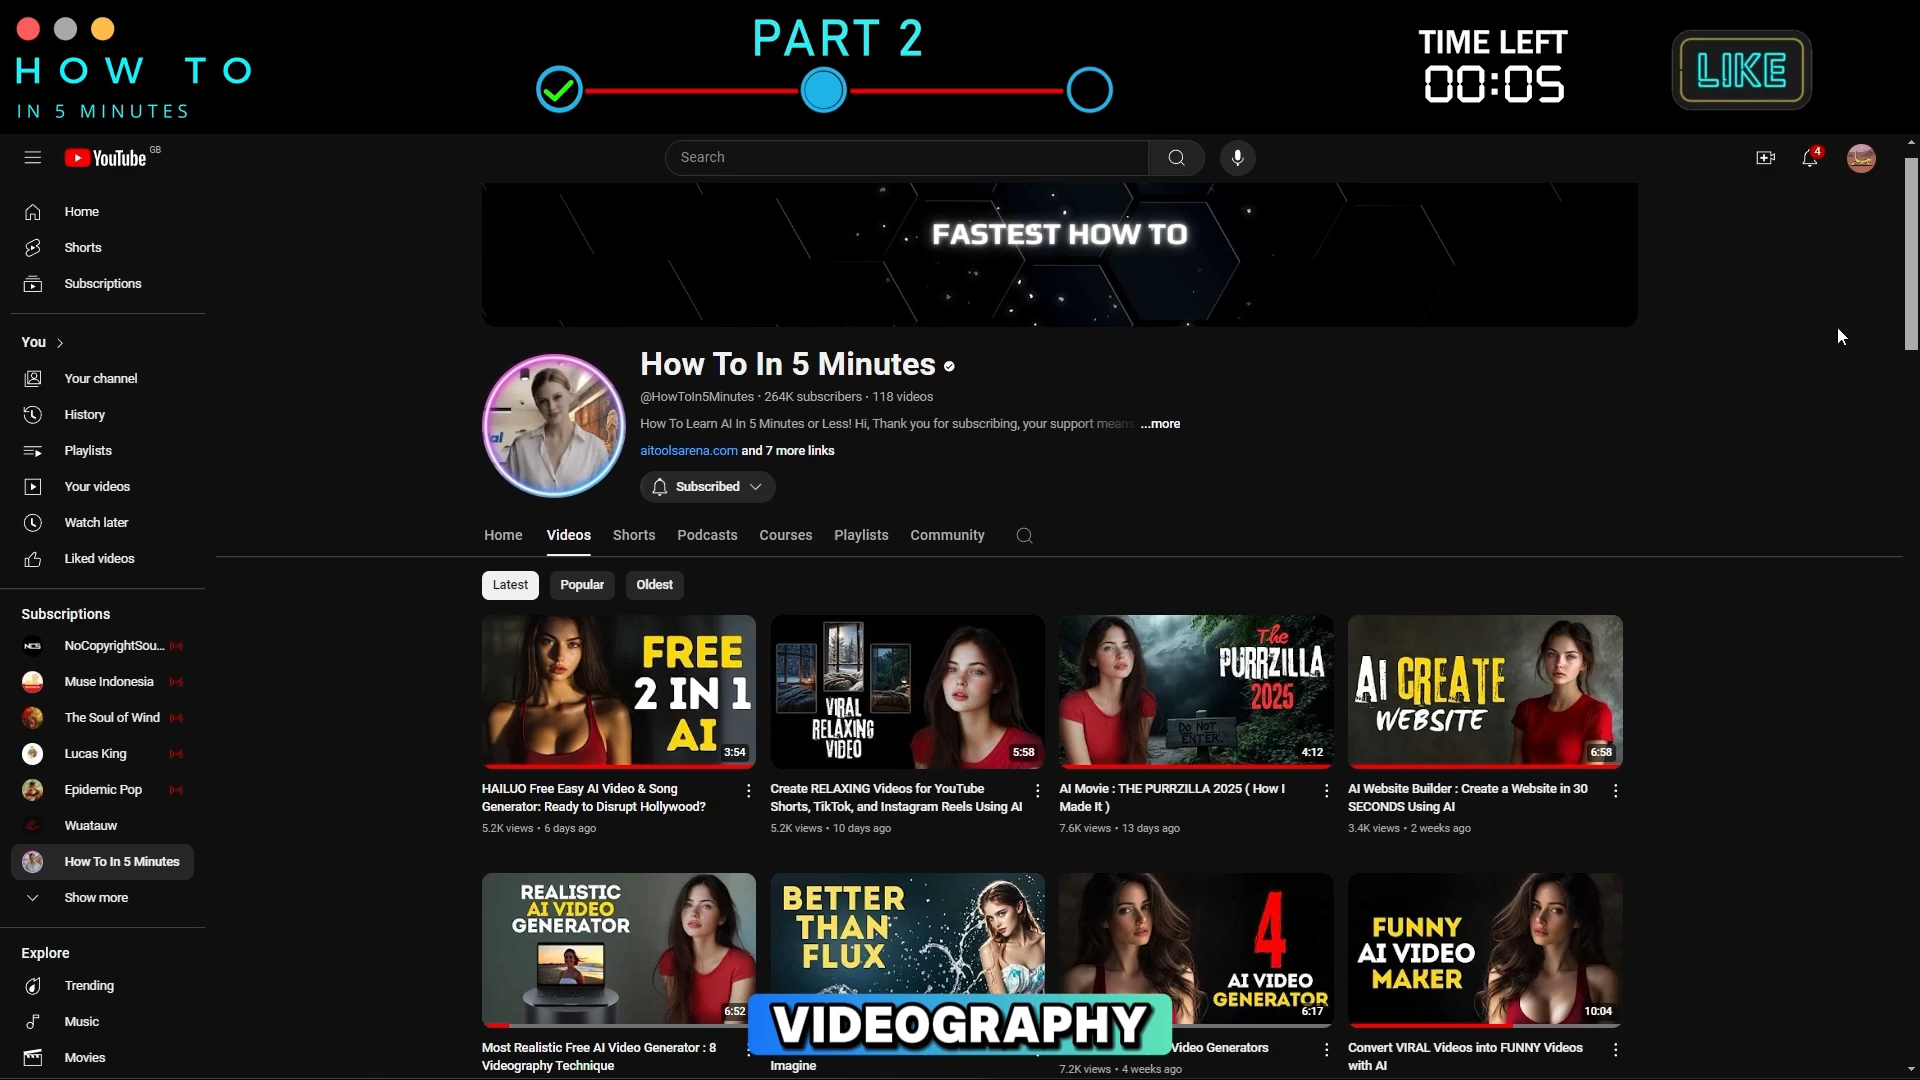 PART 2
HOW TO
IN 5 MINUTES
TIME LEFT
00:05
LIKE
YouTube GB
Search
4
Home
Shorts
Subscriptions
You
Your channel
History
Playlists
Your videos
Watch later
Liked videos
Subscriptions
NCS
NoCopyrightSou...
Muse Indonesia
The Soul of Wind
Lucas King
Epidemic Pop
Wuatauw
How To In 5 Minutes
Show more
Explore
Trending
Music
Movies
FASTEST HOW TO
al
How To In 5 Minutes
@HowToIn5Minutes · 264K subscribers · 118 videos
How To Learn AI In 5 Minutes or Less! Hi, Thank you for subscribing, your support means ...more
aitoolsarena.com and 7 more links
Subscribed
Home Videos Shorts Podcasts Courses Playlists Community
Latest Popular Oldest
FREE
2 IN 1
AI
3:54
HAILUO Free Easy AI Video & Song
Generator: Ready to Disrupt Hollywood?
5.2K views • 6 days ago
VIRAL
RELAXING
VIDEO
5:58
Create RELAXING Videos for YouTube
Shorts, TikTok, and Instagram Reels Using AI
5.2K views • 10 days ago
The
PURRZILLA
2025
DO NOT
ENTER
4:12
AI Movie : THE PURRZILLA 2025 ( How I
Made It )
7.6K views • 13 days ago
AI CREATE
WEBSITE
6:58
AI Website Builder : Create a Website in 30
SECONDS Using AI
3.4K views • 2 weeks ago
REALISTIC
AI VIDEO
GENERATOR
6:52
Most Realistic Free AI Video Generator : 8
Videography Technique
BETTER
THAN
FLUX
Imagine
4
AI VIDEO
GENERATOR
6:17
Video Generators
7.2K views • 4 weeks ago
FUNNY
AI VIDEO
MAKER
10:04
Convert VIRAL Videos into FUNNY Videos
with AI
VIDEOGRAPHY